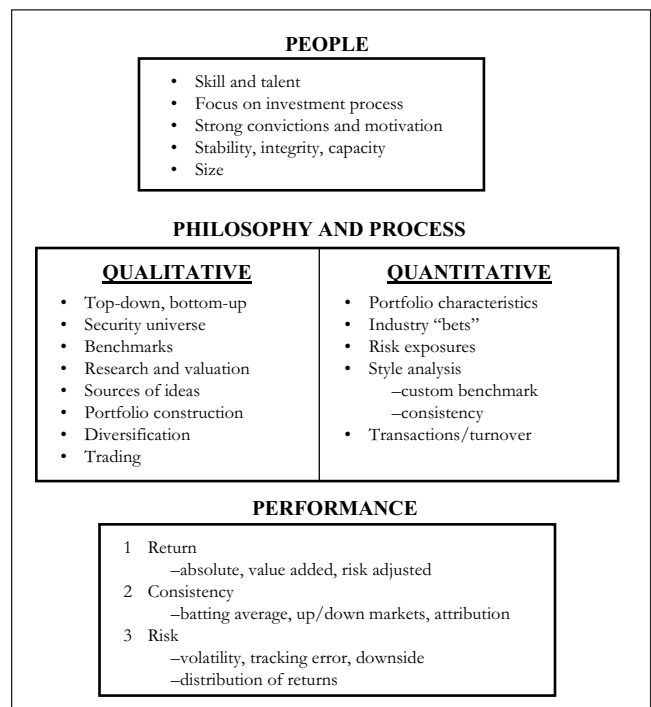 PEOPLE
• Skill and talent
• Focus on investment process
• Strong convictions and motivation
• Stability, integrity, capacity
• Size
PHILOSOPHY AND PROCESS
QUALITATIVE
• Top-down, bottom-up
• Security universe
• Benchmarks
• Research and valuation
• Sources of ideas
• Portfolio construction
• Diversification
• Trading
QUANTITATIVE
• Portfolio characteristics
• Industry “bets”
• Risk exposures
• Style analysis
–custom benchmark
–consistency
• Transactions/turnover
PERFORMANCE
1 Return
–absolute, value added, risk adjusted
2 Consistency
–batting average, up/down markets, attribution
3 Risk
–volatility, tracking error, downside
–distribution of returns